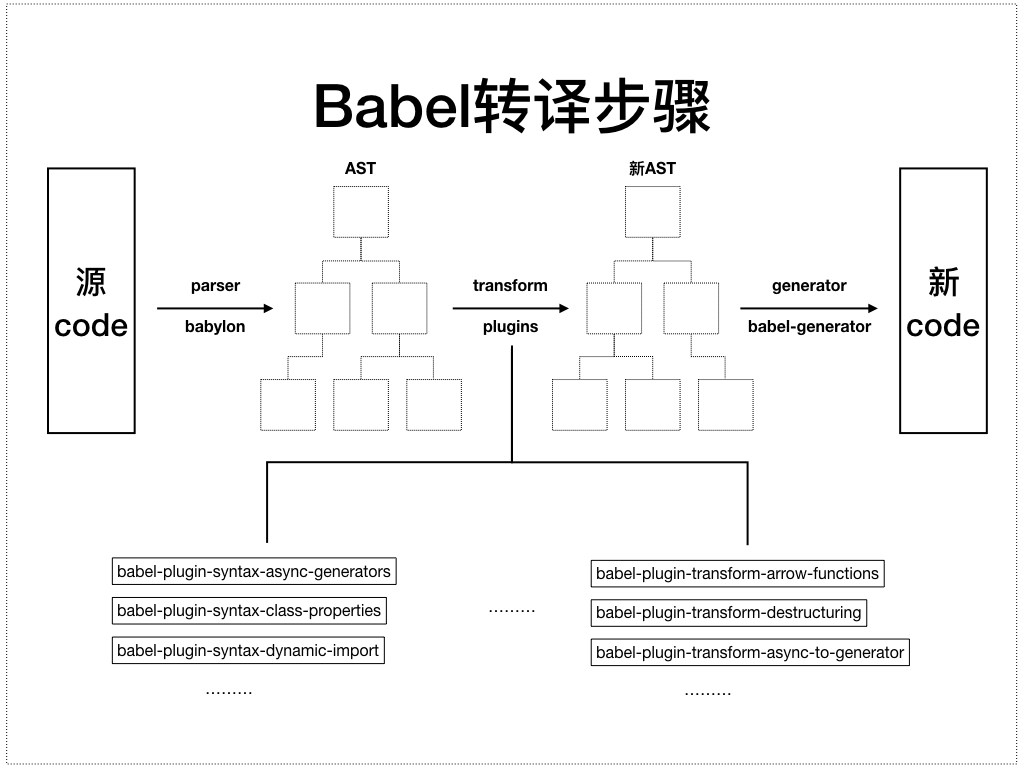 Babel转译步骤
AST
新AST
源
code
parser
babylon
transform
plugins
generator
babel-generator
新
code
babel-plugin-syntax-async-generators
babel-plugin-syntax-class-properties
babel-plugin-syntax-dynamic-import
.........
.........
babel-plugin-transform-arrow-functions
babel-plugin-transform-destructuring
babel-plugin-transform-async-to-generator
.........